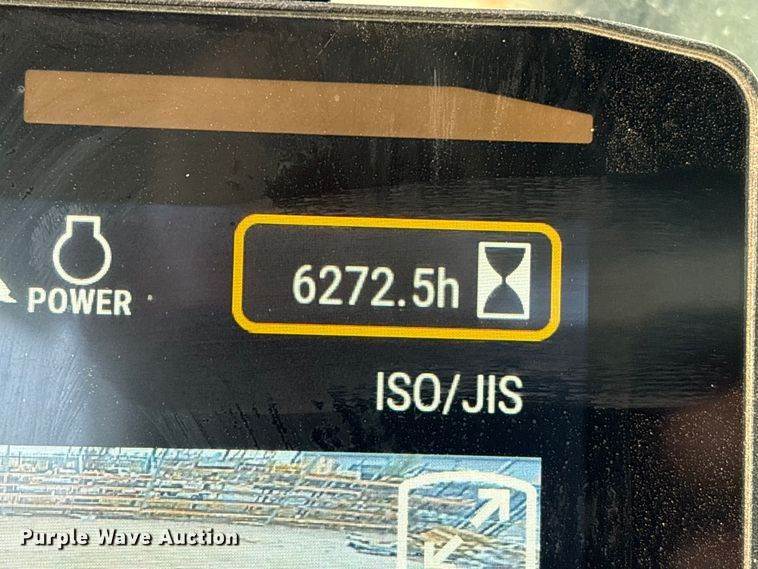 6272.5h
POWER
ISO/JIS
Purple Wave Auction